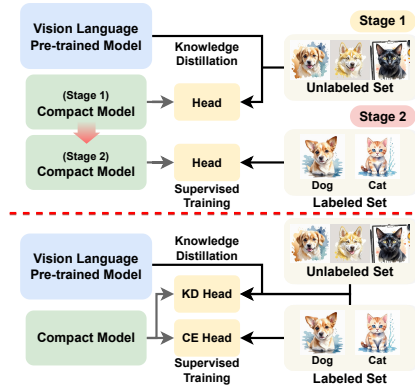 Vision Language
Pre-trained Model
Stage 1
Knowledge
Distillation
(Stage 1)
Compact Model
Head
Unlabeled Set
Stage 2
(Stage 2)
Compact Model
Head
Supervised
Training
Dog
Cat
Labeled Set
Vision Language
Pre-trained Model
Knowledge
Distillation
Unlabeled Set
KD Head
Compact Model
CE Head
Supervised
Training
Dog
Cat
Labeled Set